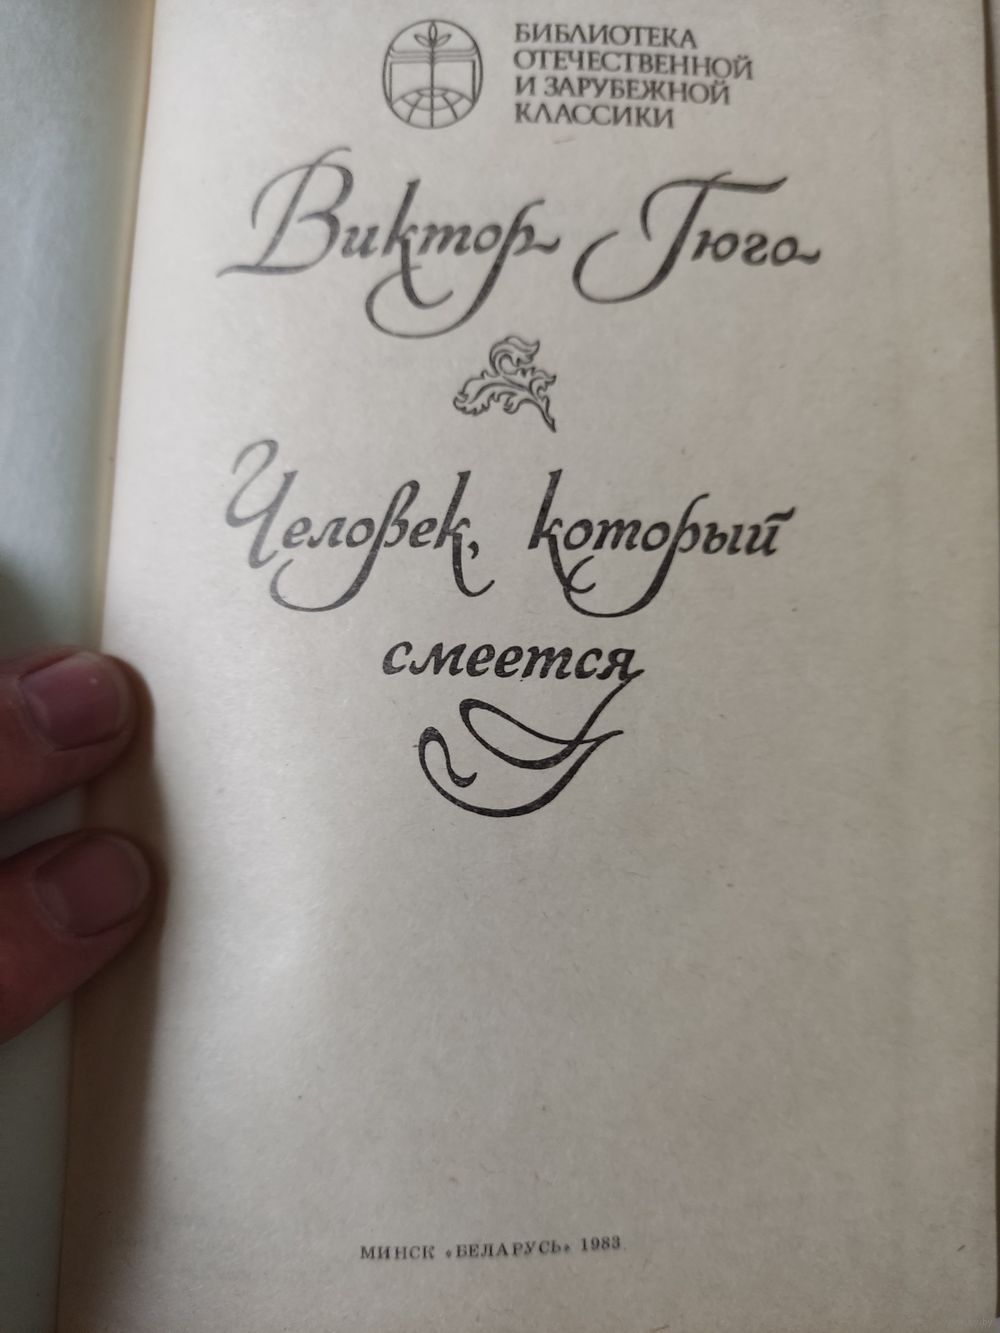 БИБЛИОТЕКА
ОТЕЧЕСТВЕННОЙ
И ЗАРУБЕЖНОЙ
КЛАССИКИ
Виктор Гюго
Человек, который
смеется
МИНСК «БЕЛАРУСЬ» 1983